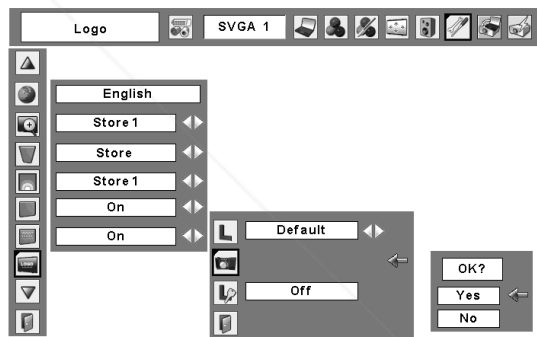 Logo
SVGA 1
English
Store 1
Store
Store 1
On
On
Default
Off
OK?
Yes
No